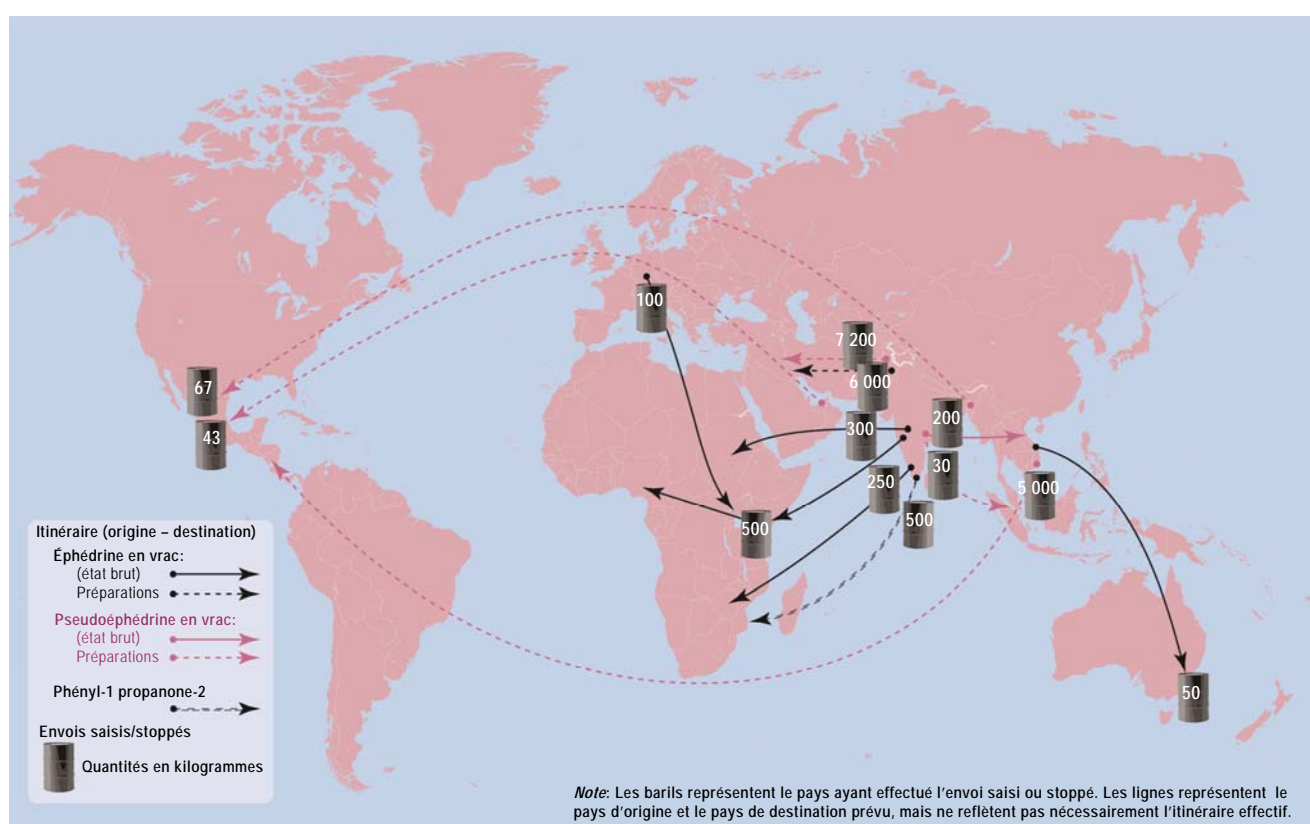 7 200
100
67
6 000
200
43
300
30
250
5 000
500
500
50
Itinéraire (origine – destination)
Éphédrine en vrac:
(état brut)
Préparations
Pseudoéphédrine en vrac:
(état brut)
Préparations
Phényl-1 propanone-2
Envois saisis/stoppés
Quantités en kilogrammes
Note: Les barils représentent le pays ayant effectué l'envoi saisi ou stoppé. Les lignes représentent le
pays d'origine et le pays de destination prévu, mais ne reflètent pas nécessairement l'itinéraire effectif.